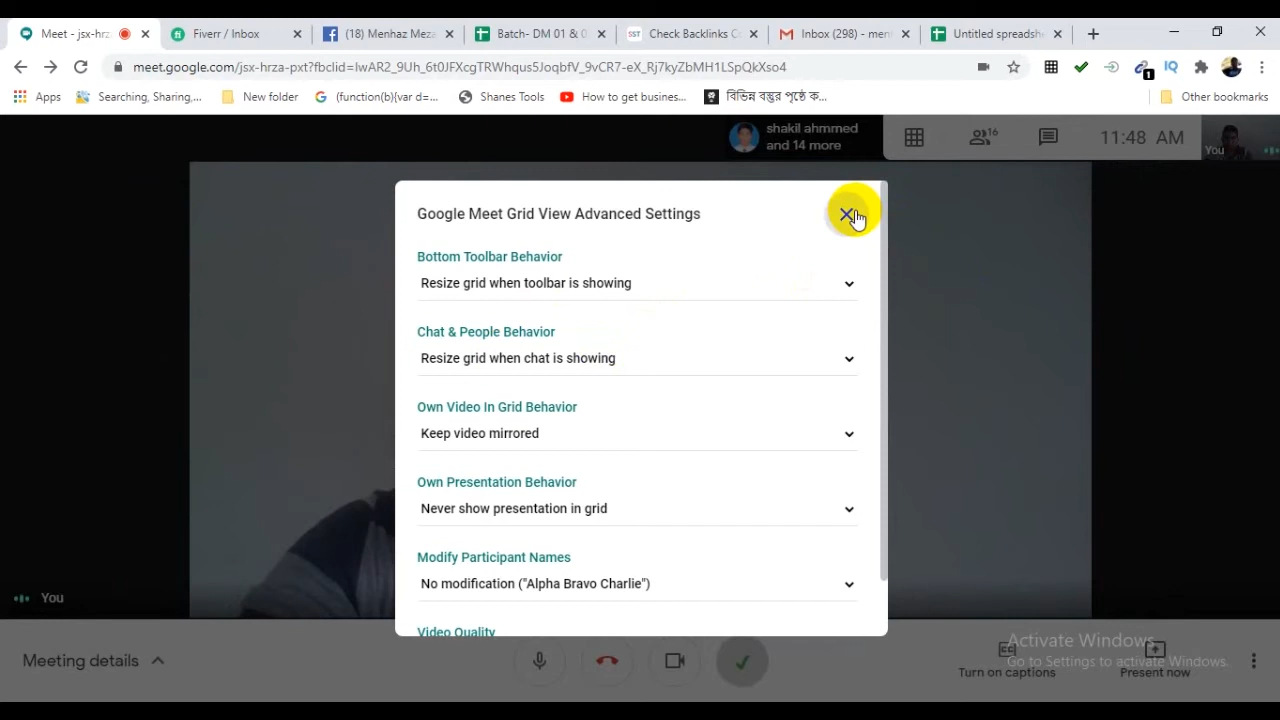 Meet - jsx-hrz
Fiverr / Inbox
(18) Menhaz Meza
Batch- DM 01 & 0
SST
Check Backlinks C
Inbox (298) - men
Untitled spreadshe
meet.google.com/jsx-hrza-pxt?fbclid=IwAR2_9Uh_6t0JFXcgTRWhqus5JoqbfV_9vCR7-eX_Rj7kyZbMH1LSpQkXso4
1
IQ
Apps
Searching, Sharing,...
New folder
(function(b){var d=...
Shanes Tools
How to get busines...
বিভিন্ন বস্তুর পৃষ্ঠে ক...
Other bookmarks
shakil ahmmed
and 14 more
16
11:48 AM
You
Google Meet Grid View Advanced Settings
Bottom Toolbar Behavior
Resize grid when toolbar is showing
Chat & People Behavior
Resize grid when chat is showing
Own Video In Grid Behavior
Keep video mirrored
Own Presentation Behavior
Never show presentation in grid
Modify Participant Names
No modification ("Alpha Bravo Charlie")
Video Quality
You
Meeting details
Turn on captions
Present now
Activate Windows
Go to Settings to activate Windows.